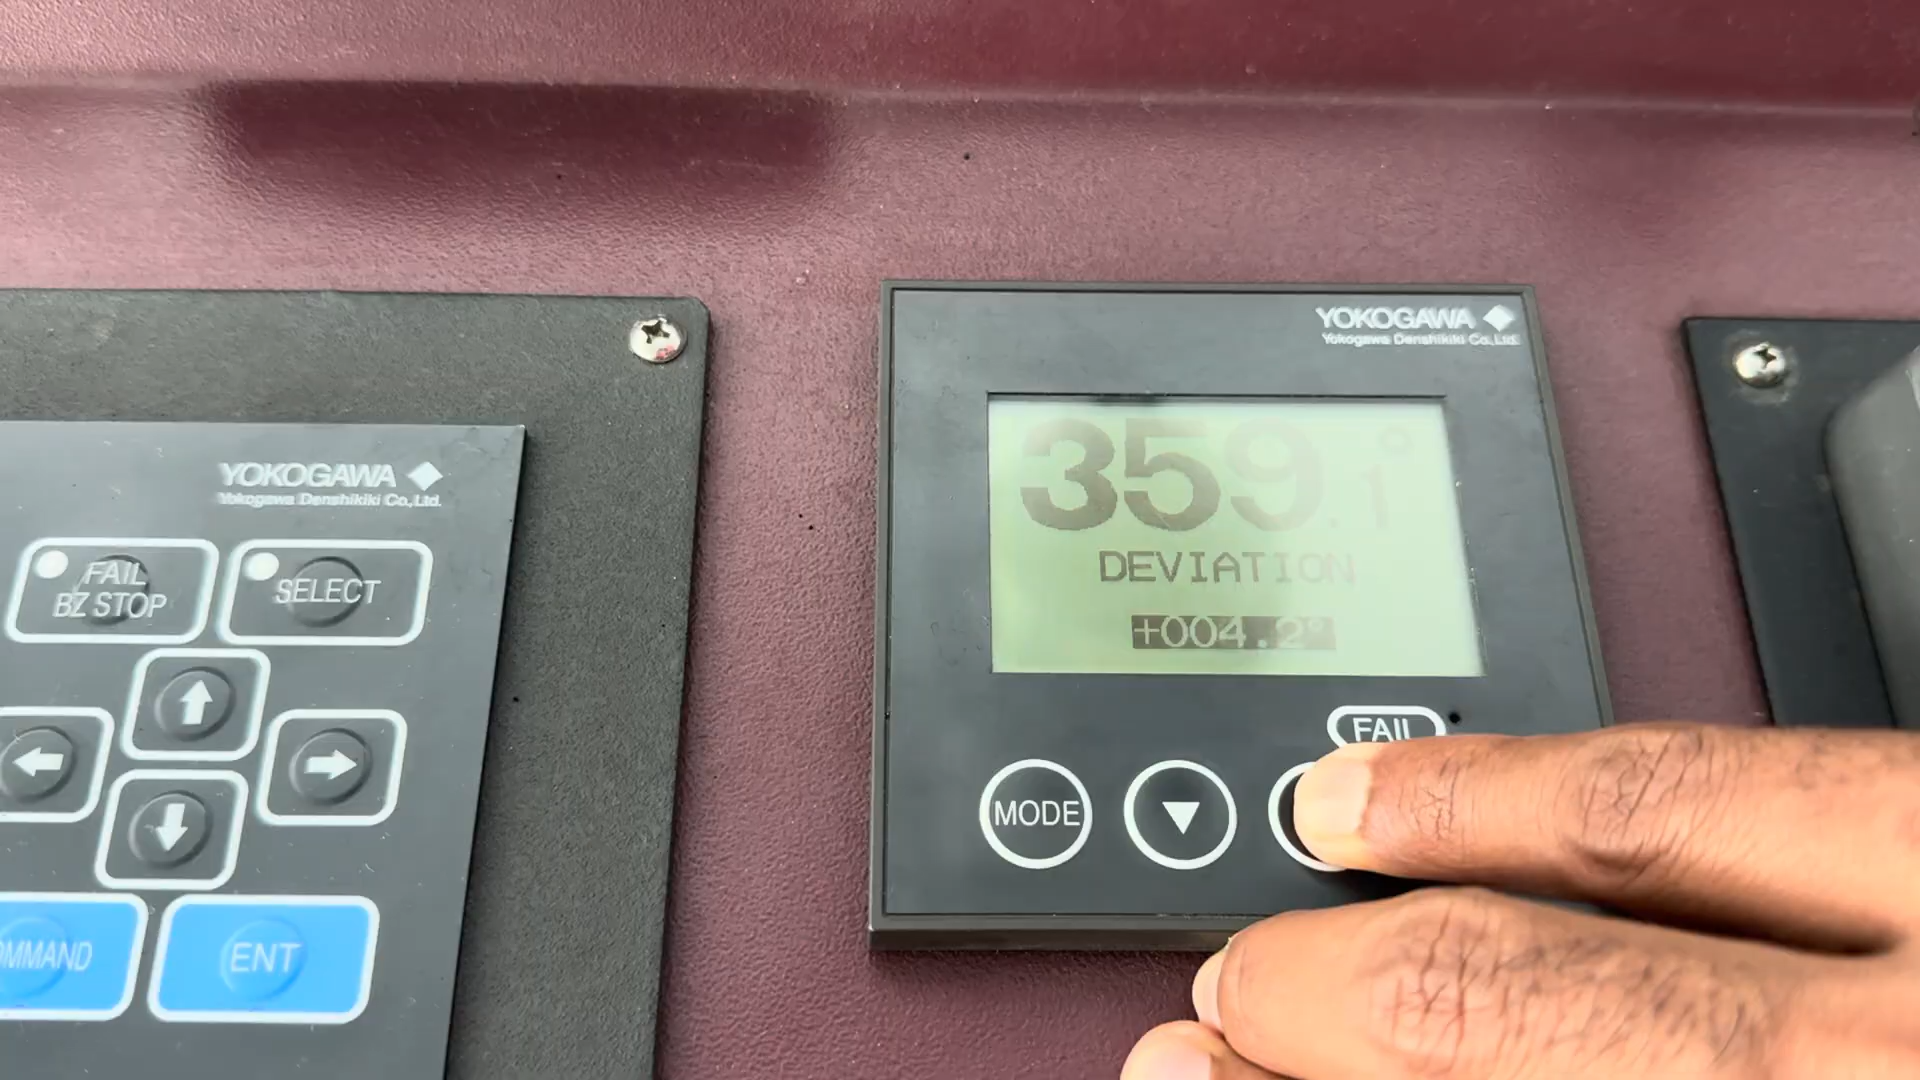 YOKOGAWA
Yokogawa Denshikiki Co.,Ltd.
FAIL
BZ STOP
SELECT
ENT
YOKOGAWA
Yokogawa Denshikiki Co.,Ltd.
359.1°
DEVIATION
+004.2°
FAIL
MODE